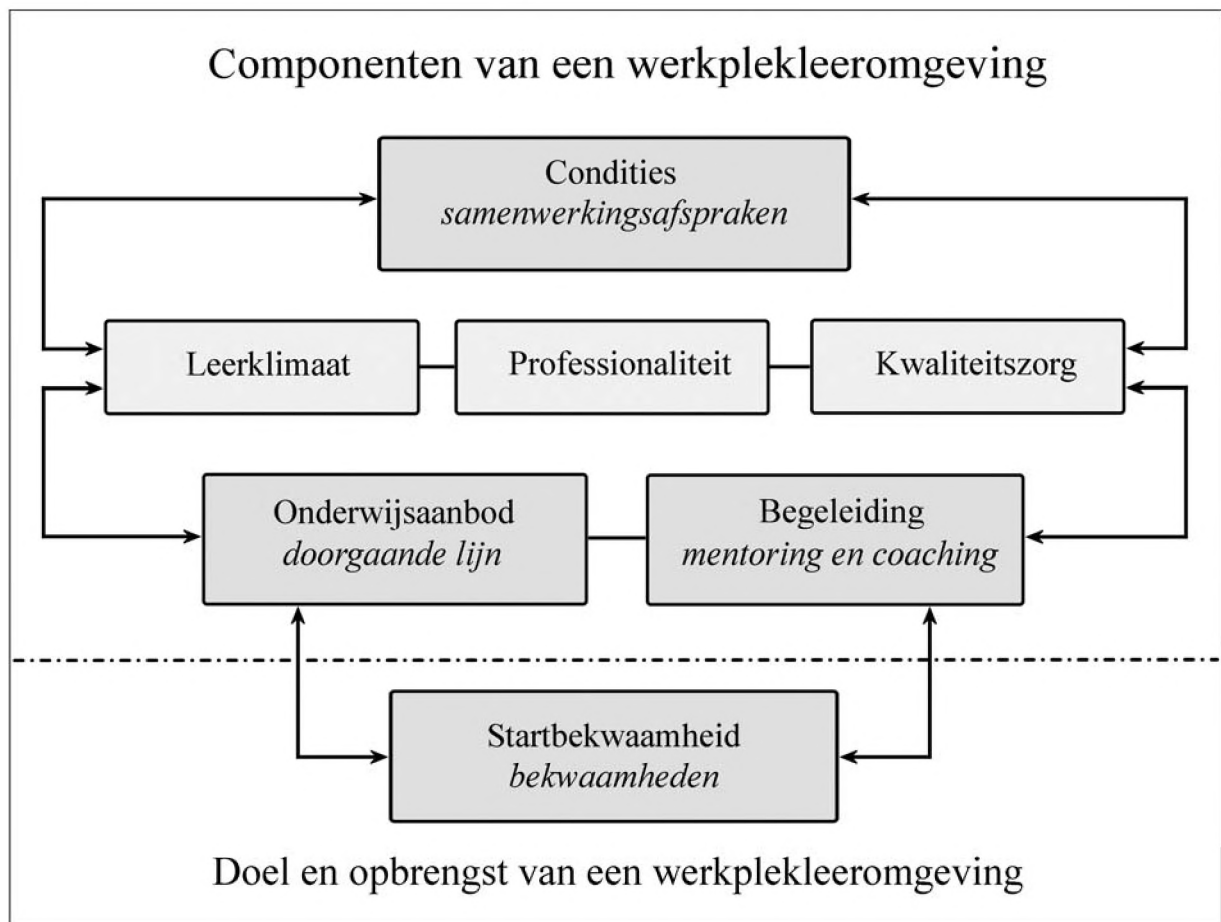 Componenten van een werkplekleeromgeving
Condities
samenwerkingsafspraken
Leerklimaat
Professionaliteit
Kwaliteitszorg
Onderwijsaanbod
doorgaande lijn
Begeleiding
mentoring en coaching
Startbekwaamheid
bekwaamheden
Doel en opbrengst van een werkplekleeromgeving